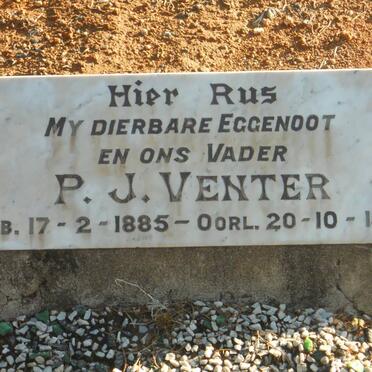 Hier Rus
My dierbare Eggenoot
en ons Vader
P. J. Venter
B. 17-2-1885 - Oorl. 20-10-1